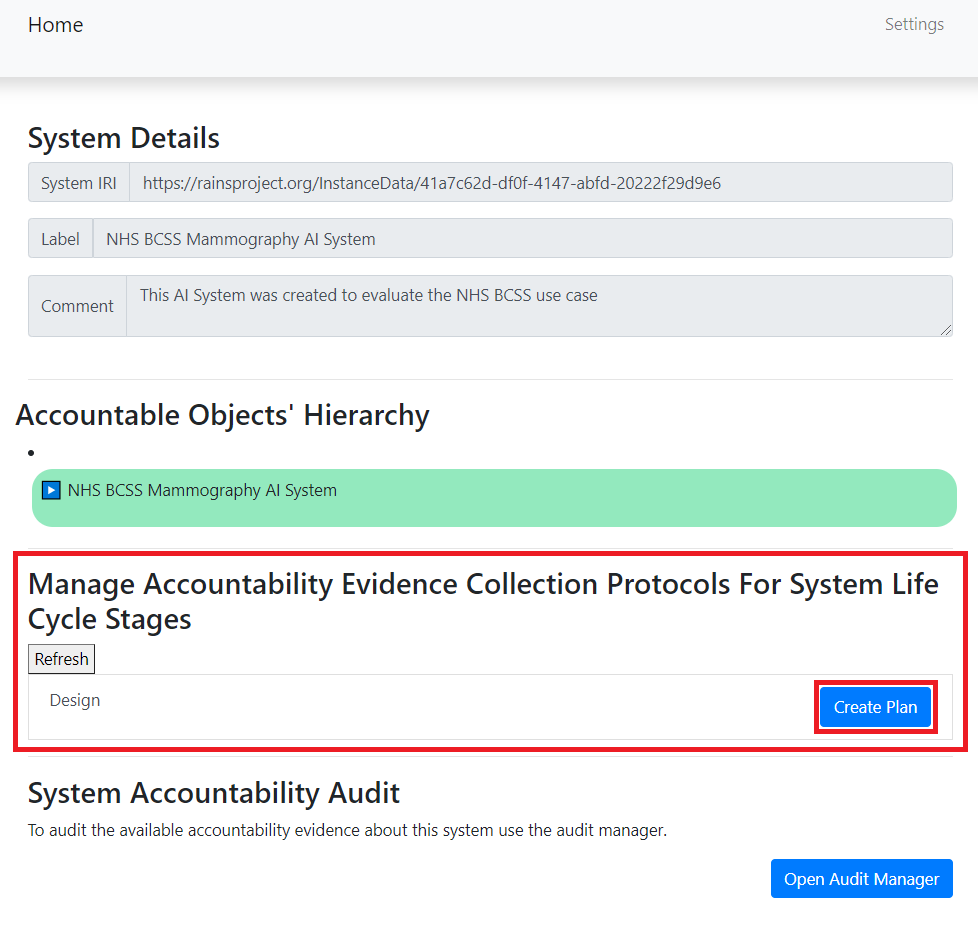 Home
Settings
System Details
System IRI
https://rainsproject.org/InstanceData/41a7c62d-df0f-4147-abfd-20222f29d9e6
Label
NHS BCSS Mammography AI System
Comment
This AI System was created to evaluate the NHS BCSS use case
Accountable Objects' Hierarchy
NHS BCSS Mammography AI System
Manage Accountability Evidence Collection Protocols For System Life
Cycle Stages
Refresh
Design
Create Plan
System Accountability Audit
To audit the available accountability evidence about this system use the audit manager.
Open Audit Manager